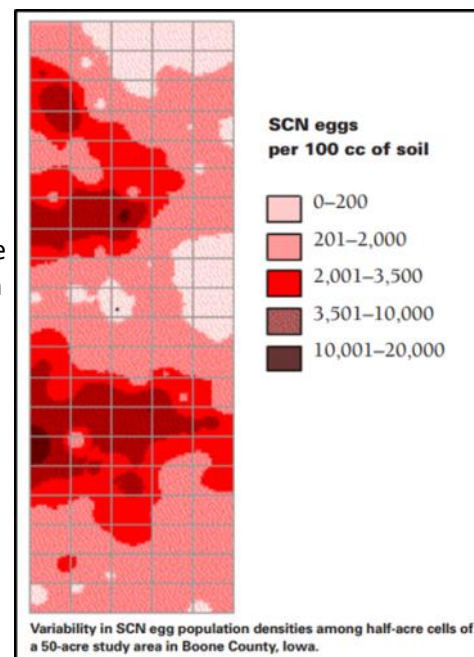 SCN eggs
per 100 cc of soil
0–200
201–2,000
2,001–3,500
3,501–10,000
10,001–20,000
Variability in SCN egg population densities among half-acre cells of
a 50-acre study area in Boone County, Iowa.